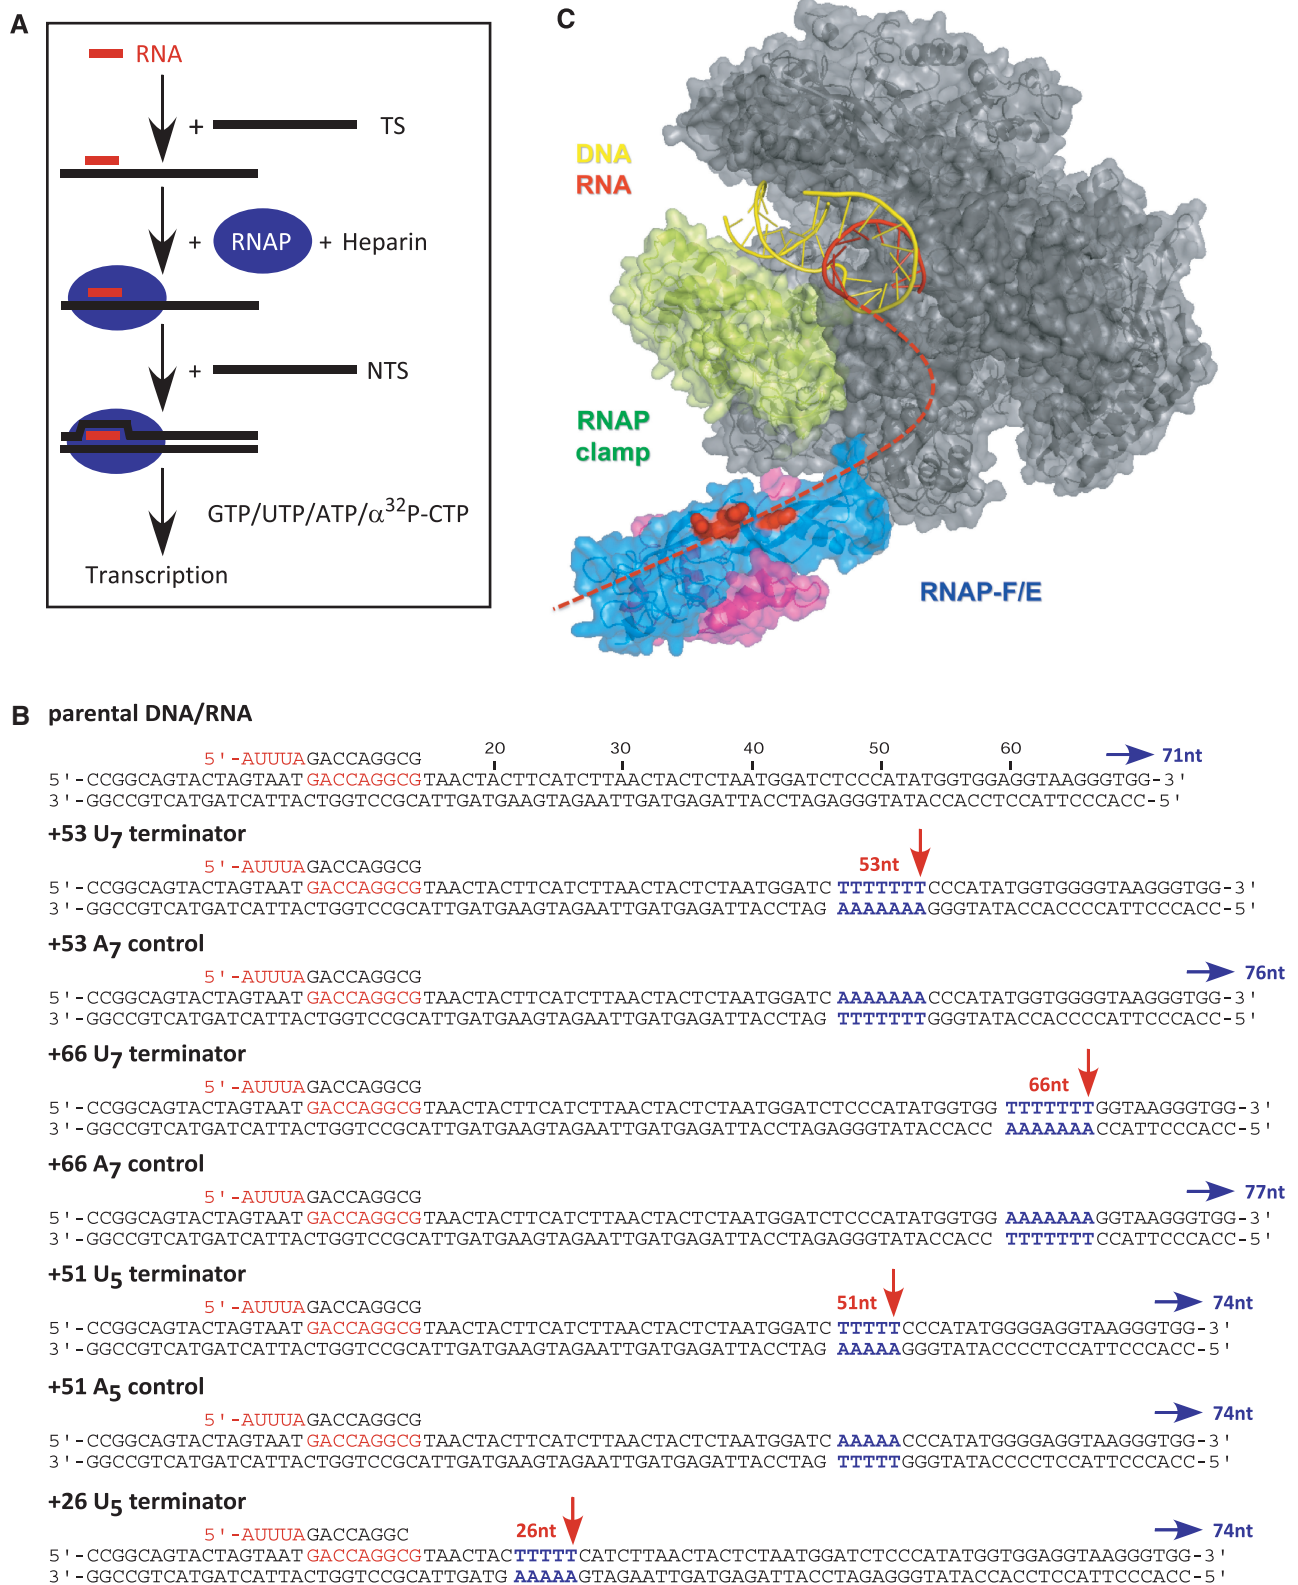 A
RNA
+ TS
+ RNAP + Heparin
+ NTS
GTP/UTP/ATP/α32P-CTP
Transcription
C
DNA
RNA
RNAP
clamp
RNAP-F/E
B parental DNA/RNA
20 30 40 50 60 71nt
5'-AUUUAGACCAGGCG
5'-CCGGCAGTACTAGTAATGACCAGGCGTAACTACTTCATCTTAACTACTCTAATGGATCTCCCATATGGTGGAGGTAAGGGTGG-3'
3'-GGCCGTCATGATCATTACTGGTCCGCATTGATGAAGTAGAATTGATGAGATTACCTAGAGGGTATACCACCTCCATTCCCACC-5'
+53 U7 terminator
53nt
5'-AUUUAGACCAGGCG
5'-CCGGCAGTACTAGTAATGACCAGGCGTAACTACTTCATCTTAACTACTCTAATGGATC TTTTTTTCCCATATGGTGGGGTAAGGGTGG-3'
3'-GGCCGTCATGATCATTACTGGTCCGCATTGATGAAGTAGAATTGATGAGATTACCTAG AAAAAAAGGGTATACCACCCCATTCCCACC-5'
+53 A7 control
5'-AUUUAGACCAGGCG 76nt
5'-CCGGCAGTACTAGTAATGACCAGGCGTAACTACTTCATCTTAACTACTCTAATGGATC AAAAAAACCCATATGGTGGGGTAAGGGTGG-3'
3'-GGCCGTCATGATCATTACTGGTCCGCATTGATGAAGTAGAATTGATGAGATTACCTAG TTTTTTTGGGTATACCACCCCATTCCCACC-5'
+66 U7 terminator
5'-AUUUAGACCAGGCG 66nt
5'-CCGGCAGTACTAGTAATGACCAGGCGTAACTACTTCATCTTAACTACTCTAATGGATCTCCCATATGGTGG TTTTTTTGGTAAGGGTGG-3'
3'-GGCCGTCATGATCATTACTGGTCCGCATTGATGAAGTAGAATTGATGAGATTACCTAGAGGGTATACCACC AAAAAAACCATTCCCACC-5'
+66 A7 control
5'-AUUUAGACCAGGCG 77nt
5'-CCGGCAGTACTAGTAATGACCAGGCGTAACTACTTCATCTTAACTACTCTAATGGATCTCCCATATGGTGG AAAAAAAGGTAAGGGTGG-3'
3'-GGCCGTCATGATCATTACTGGTCCGCATTGATGAAGTAGAATTGATGAGATTACCTAGAGGGTATACCACC TTTTTTTCCATTCCCACC-5'
+51 U5 terminator
5'-AUUUAGACCAGGCG 51nt 74nt
5'-CCGGCAGTACTAGTAATGACCAGGCGTAACTACTTCATCTTAACTACTCTAATGGATC TTTTTCCCATATGGGGAGGTAAGGGTGG-3'
3'-GGCCGTCATGATCATTACTGGTCCGCATTGATGAAGTAGAATTGATGAGATTACCTAG AAAAAGGGTATACCCCTCCATTCCCACC-5'
+51 A5 control
5'-AUUUAGACCAGGCG 74nt
5'-CCGGCAGTACTAGTAATGACCAGGCGTAACTACTTCATCTTAACTACTCTAATGGATC AAAAACCCATATGGGGAGGTAAGGGTGG-3'
3'-GGCCGTCATGATCATTACTGGTCCGCATTGATGAAGTAGAATTGATGAGATTACCTAG TTTTTGGGTATACCCCTCCATTCCCACC-5'
+26 U5 terminator
5'-AUUUAGACCAGGC 26nt 74nt
5'-CCGGCAGTACTAGTAATGACCAGGCGTAACTACTTTTTCATCTTAACTACTCTAATGGATCTCCCATATGGTGGAGGTAAGGGTGG-3'
3'-GGCCGTCATGATCATTACTGGTCCGCATTGATG AAAAAGTAGAATTGATGAGATTACCTAGAGGGTATACCACCTCCATTCCCACC-5'